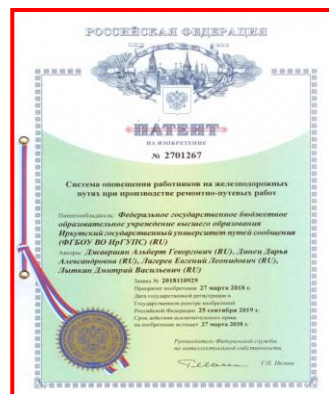 РОССИЙСКАЯ ФЕДЕРАЦИЯ
ПАТЕНТ
НА ИЗОБРЕТЕНИЕ
№ 2701267
Система оповещения работников на железнодорожных
путях при производстве ремонтно-путевых работ
Патентообладатель: Федеральное государственное бюджетное
образовательное учреждение высшего образования
Иркутский государственный университет путей сообщения
(ФГБОУ ВО ИрГУПС) (RU)
Авторы: Джаваршян Альберт Геворгович (RU), Динец Дарья
Александровна (RU), Лагерев Евгений Леонидович (RU),
Лыткин Дмитрий Васильевич (RU)
Заявка № 2018110929
Приоритет изобретения 27 марта 2018 г.
Дата государственной регистрации в
Государственном реестре изобретений
Российской Федерации 25 сентября 2019 г.
Срок действия исключительного права
на изобретение истекает 27 марта 2038 г.
Руководитель Федеральной службы
по интеллектуальной собственности
Г.П. Ивлиев